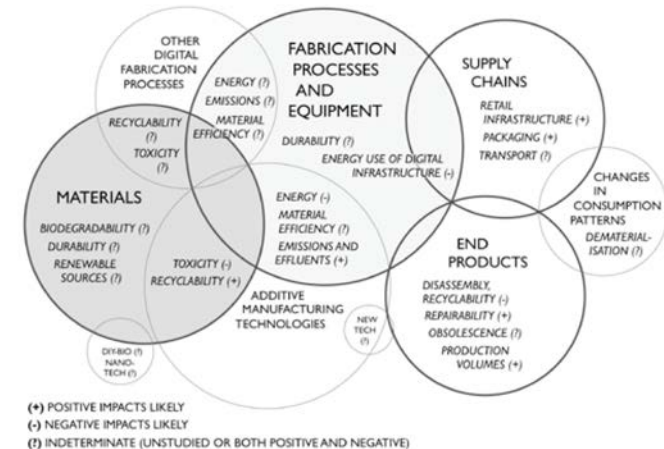 OTHER
DIGITAL
FABRICATION
PROCESSES
ENERGY (?)
EMISSIONS (?)
MATERIAL
EFFICIENCY (?)
RECYCLABILITY
(?)
TOXICITY
(?)
FABRICATION
PROCESSES
AND
EQUIPMENT
DURABILITY (?)
ENERGY USE OF DIGITAL
INFRASTRUCTURE (-)
SUPPLY
CHAINS
RETAIL
INFRASTRUCTURE (+)
PACKAGING (+)
TRANSPORT (?)
CHANGES
IN
CONSUMPTION
PATTERNS
DEMATERIAL-
ISATION (?)
MATERIALS
BIODEGRADABILITY (?)
DURABILITY (?)
RENEWABLE
SOURCES (?)
TOXICITY (-)
RECYCLABILITY (+)
ENERGY (-)
MATERIAL
EFFICIENCY (?)
EMISSIONS AND
EFFLUENTS (+)
ADDITIVE
MANUFACTURING
TECHNOLOGIES
NEW
TECH
(?)
END
PRODUCTS
DISASSEMBLY,
RECYCLABILITY (-)
REPAIRABILITY (+)
OBSOLESCENCE (?)
PRODUCTION
VOLUMES (+)
DIY-BIO (?)
NANO-
TECH (?)
(+) POSITIVE IMPACTS LIKELY
(-) NEGATIVE IMPACTS LIKELY
(?) INDETERMINATE (UNSTUDIED OR BOTH POSITIVE AND NEGATIVE)